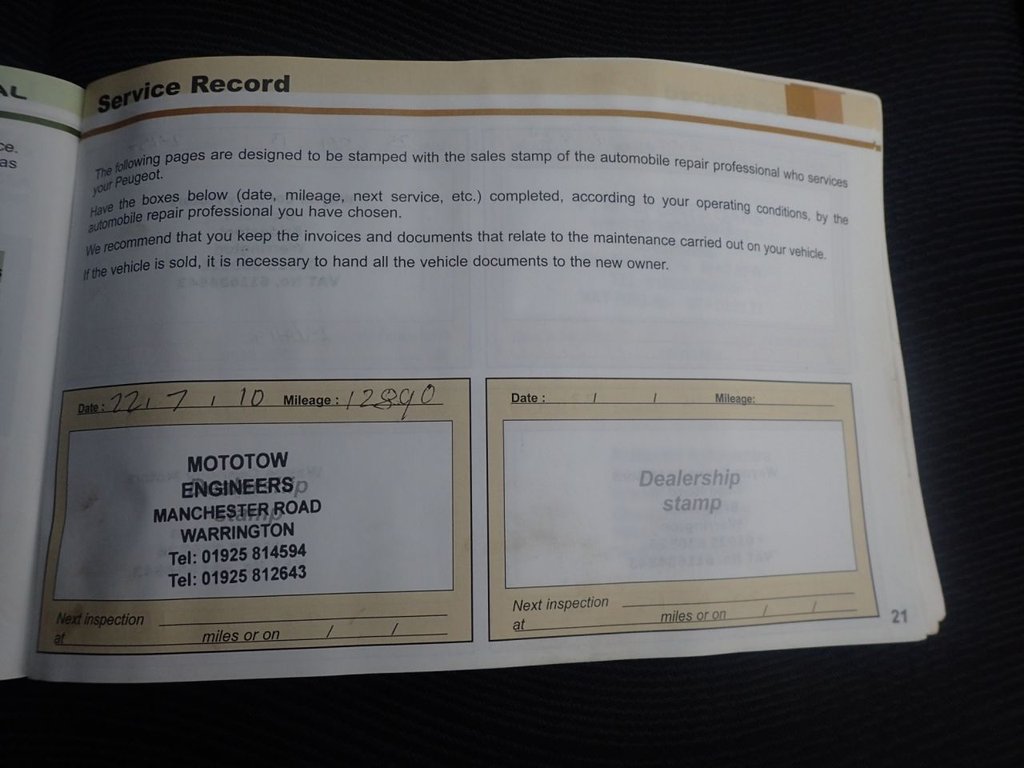 AL
ce.
as
s
Service Record
The following pages are designed to be stamped with the sales stamp of the automobile repair professional who services
your Peugeot.
Have the boxes below (date, mileage, next service, etc.) completed, according to your operating conditions, by the
automobile repair professional you have chosen.
We recommend that you keep the invoices and documents that relate to the maintenance carried out on your vehicle.
If the vehicle is sold, it is necessary to hand all the vehicle documents to the new owner.
Date : 22 / 7 / 10 Mileage : 12890
Dealership
stamp
MOTOTOW
ENGINEERS
MANCHESTER ROAD
WARRINGTON
Tel: 01925 814594
Tel: 01925 812643
Next inspection
at miles or on / /
Date : / / Mileage:
Dealership
stamp
Next inspection
at miles or on / /
21